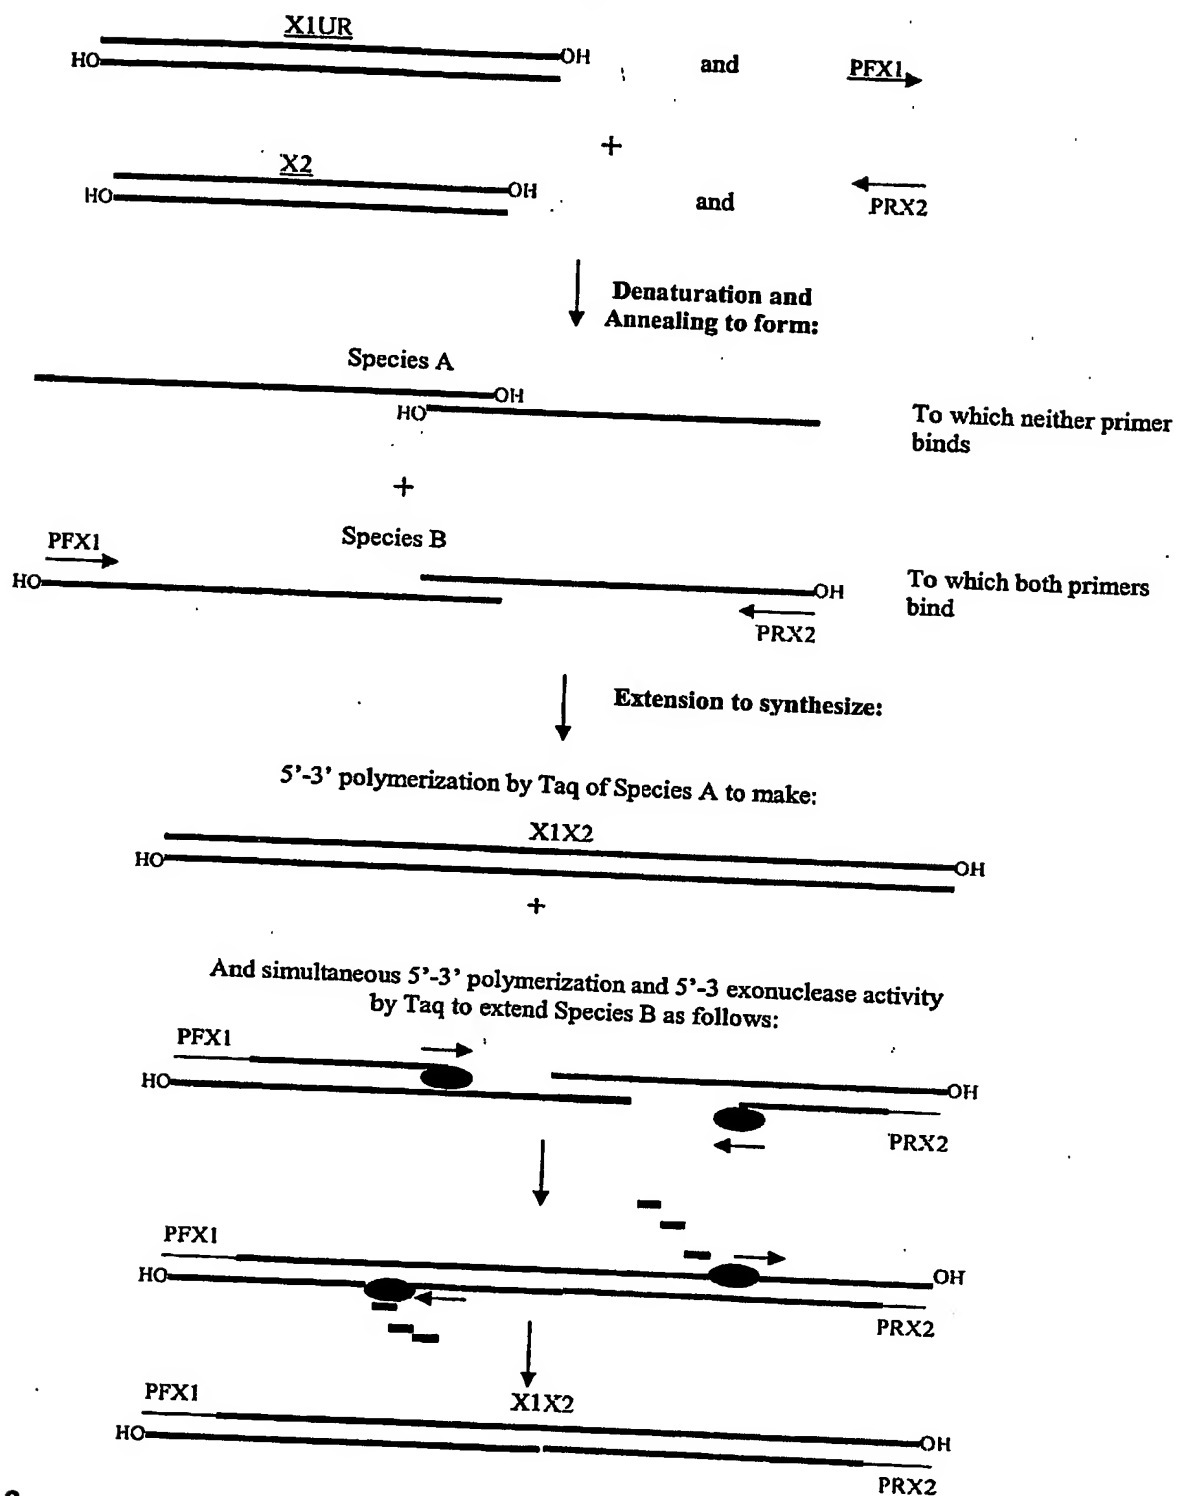 X1UR
HO
OH
and
PFX1
+
X2
HO
OH
and
PRX2
Denaturation and
Annealing to form:
Species A
OH
HO
To which neither primer
binds
+
PFX1
Species B
HO
OH
To which both primers
bind
PRX2
Extension to synthesize:
5'-3' polymerization by Taq of Species A to make:
X1X2
HO
OH
+
And simultaneous 5'-3' polymerization and 5'-3 exonuclease activity
by Taq to extend Species B as follows:
PFX1
HO
OH
PRX2
PFX1
HO
OH
PRX2
PFX1
X1X2
HO
OH
PRX2